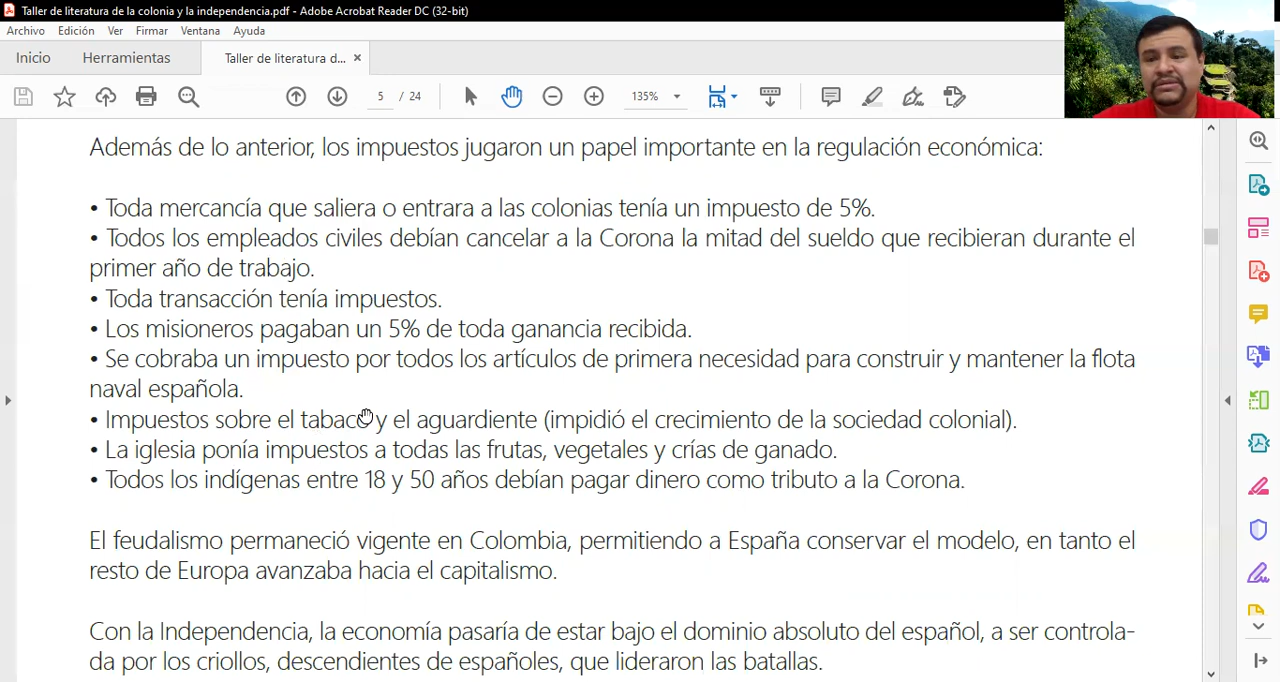 Taller de literatura de la colonia y la independencia.pdf - Adobe Acrobat Reader DC (32-bit)
Archivo Edición Ver Firmar Ventana Ayuda
Inicio Herramientas Taller de literatura d... ×
5 / 24 135%
Además de lo anterior, los impuestos jugaron un papel importante en la regulación económica:
• Toda mercancía que saliera o entrara a las colonias tenía un impuesto de 5%.
• Todos los empleados civiles debían cancelar a la Corona la mitad del sueldo que recibieran durante el
primer año de trabajo.
• Toda transacción tenía impuestos.
• Los misioneros pagaban un 5% de toda ganancia recibida.
• Se cobraba un impuesto por todos los artículos de primera necesidad para construir y mantener la flota
naval española.
• Impuestos sobre el tabaco y el aguardiente (impidió el crecimiento de la sociedad colonial).
• La iglesia ponía impuestos a todas las frutas, vegetales y crías de ganado.
• Todos los indígenas entre 18 y 50 años debían pagar dinero como tributo a la Corona.
El feudalismo permaneció vigente en Colombia, permitiendo a España conservar el modelo, en tanto el
resto de Europa avanzaba hacia el capitalismo.
Con la Independencia, la economía pasaría de estar bajo el dominio absoluto del español, a ser controla-
da por los criollos, descendientes de españoles, que lideraron las batallas.